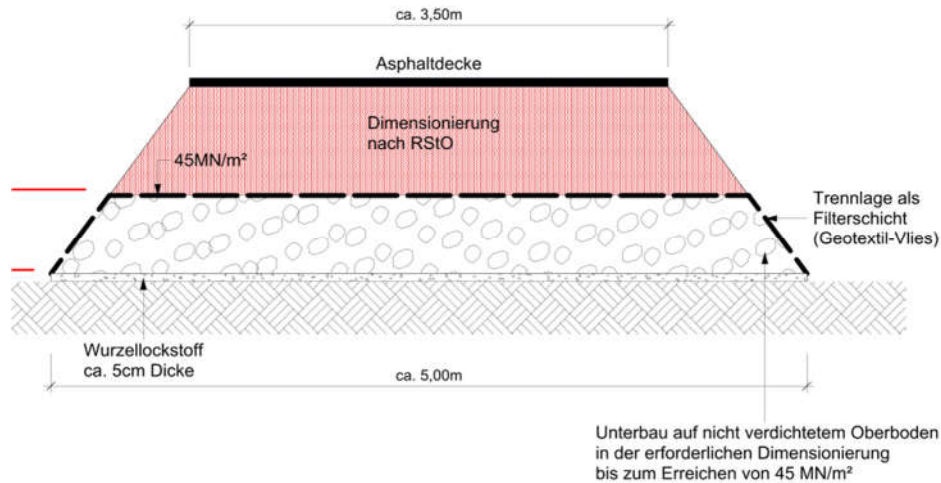 ca. 3,50m
Asphaltdecke
Dimensionierung
nach RStO
45MN/m²
Trennlage als
Filterschicht
(Geotextil-Vlies)
Wurzellockstoff
ca. 5cm Dicke
ca. 5,00m
Unterbau auf nicht verdichtetem Oberboden
in der erforderlichen Dimensionierung
bis zum Erreichen von 45 MN/m²